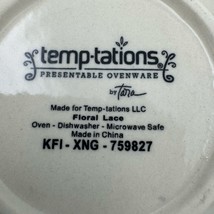 temp-tations®
PRESENTABLE OVENWARE
by Tara
Made for Temp-tations LLC
Floral Lace
Oven - Dishwasher - Microwave Safe
Made in China
KFI - XNG - 759827